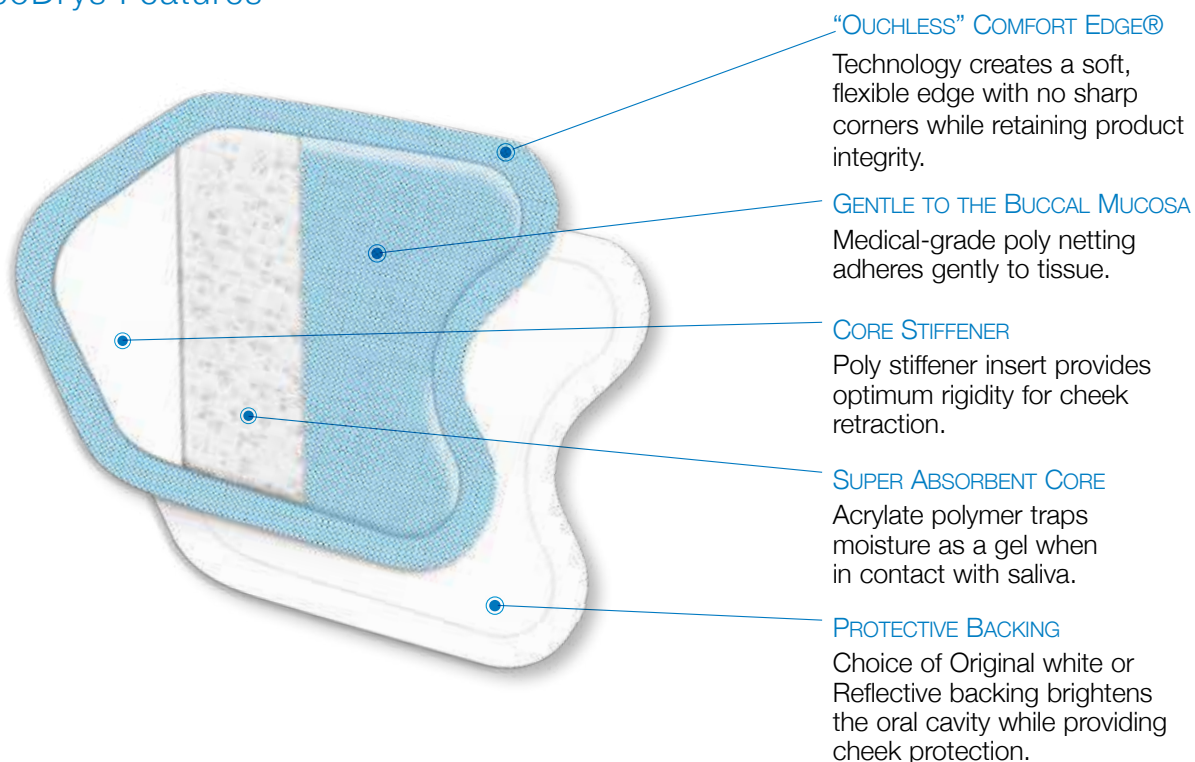 Features
“OUCHLESS” COMFORT EDGE®
Technology creates a soft,
flexible edge with no sharp
corners while retaining product
integrity.
GENTLE TO THE BUCCAL MUCOSA
Medical-grade poly netting
adheres gently to tissue.
CORE STIFFENER
Poly stiffener insert provides
optimum rigidity for cheek
retraction.
SUPER ABSORBENT CORE
Acrylate polymer traps
moisture as a gel when
in contact with saliva.
PROTECTIVE BACKING
Choice of Original white or
Reflective backing brightens
the oral cavity while providing
cheek protection.